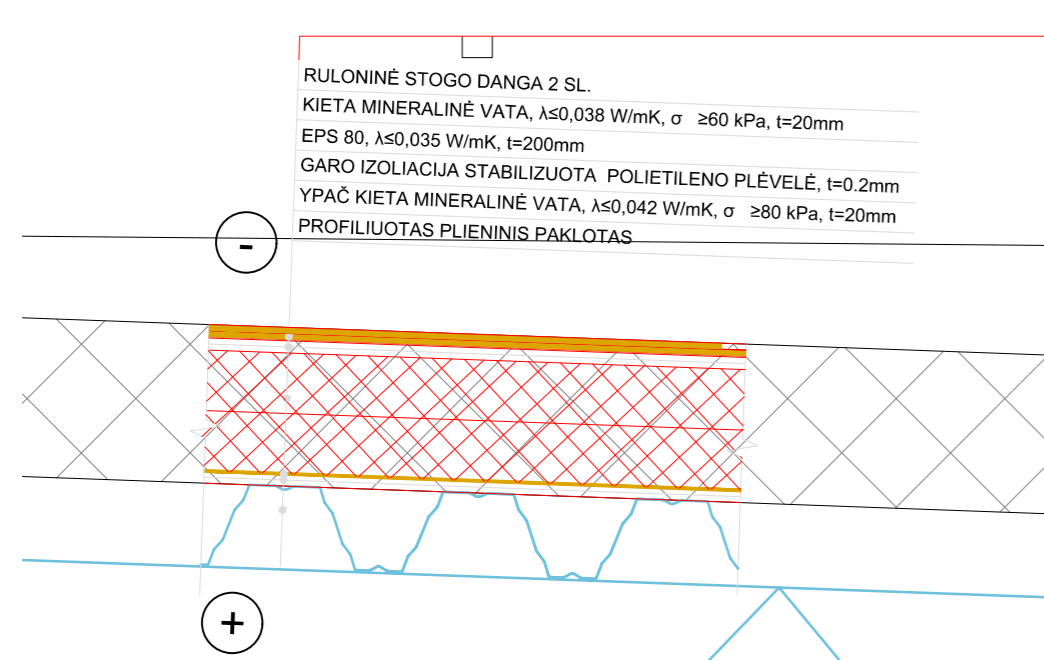 RULONINĖ STOGO DANGA 2 SL.
KIETA MINERALINĖ VATA, λ≤0,038 W/mK, σ ≥60 kPa, t=20mm
EPS 80, λ≤0,035 W/mK, t=200mm
GARO IZOLIACIJA STABILIZUOTA POLIETILENO PLĖVELĖ, t=0.2mm
YPAČ KIETA MINERALINĖ VATA, λ≤0,042 W/mK, σ ≥80 kPa, t=20mm
PROFILIUOTAS PLIENINIS PAKLOTAS
-
+